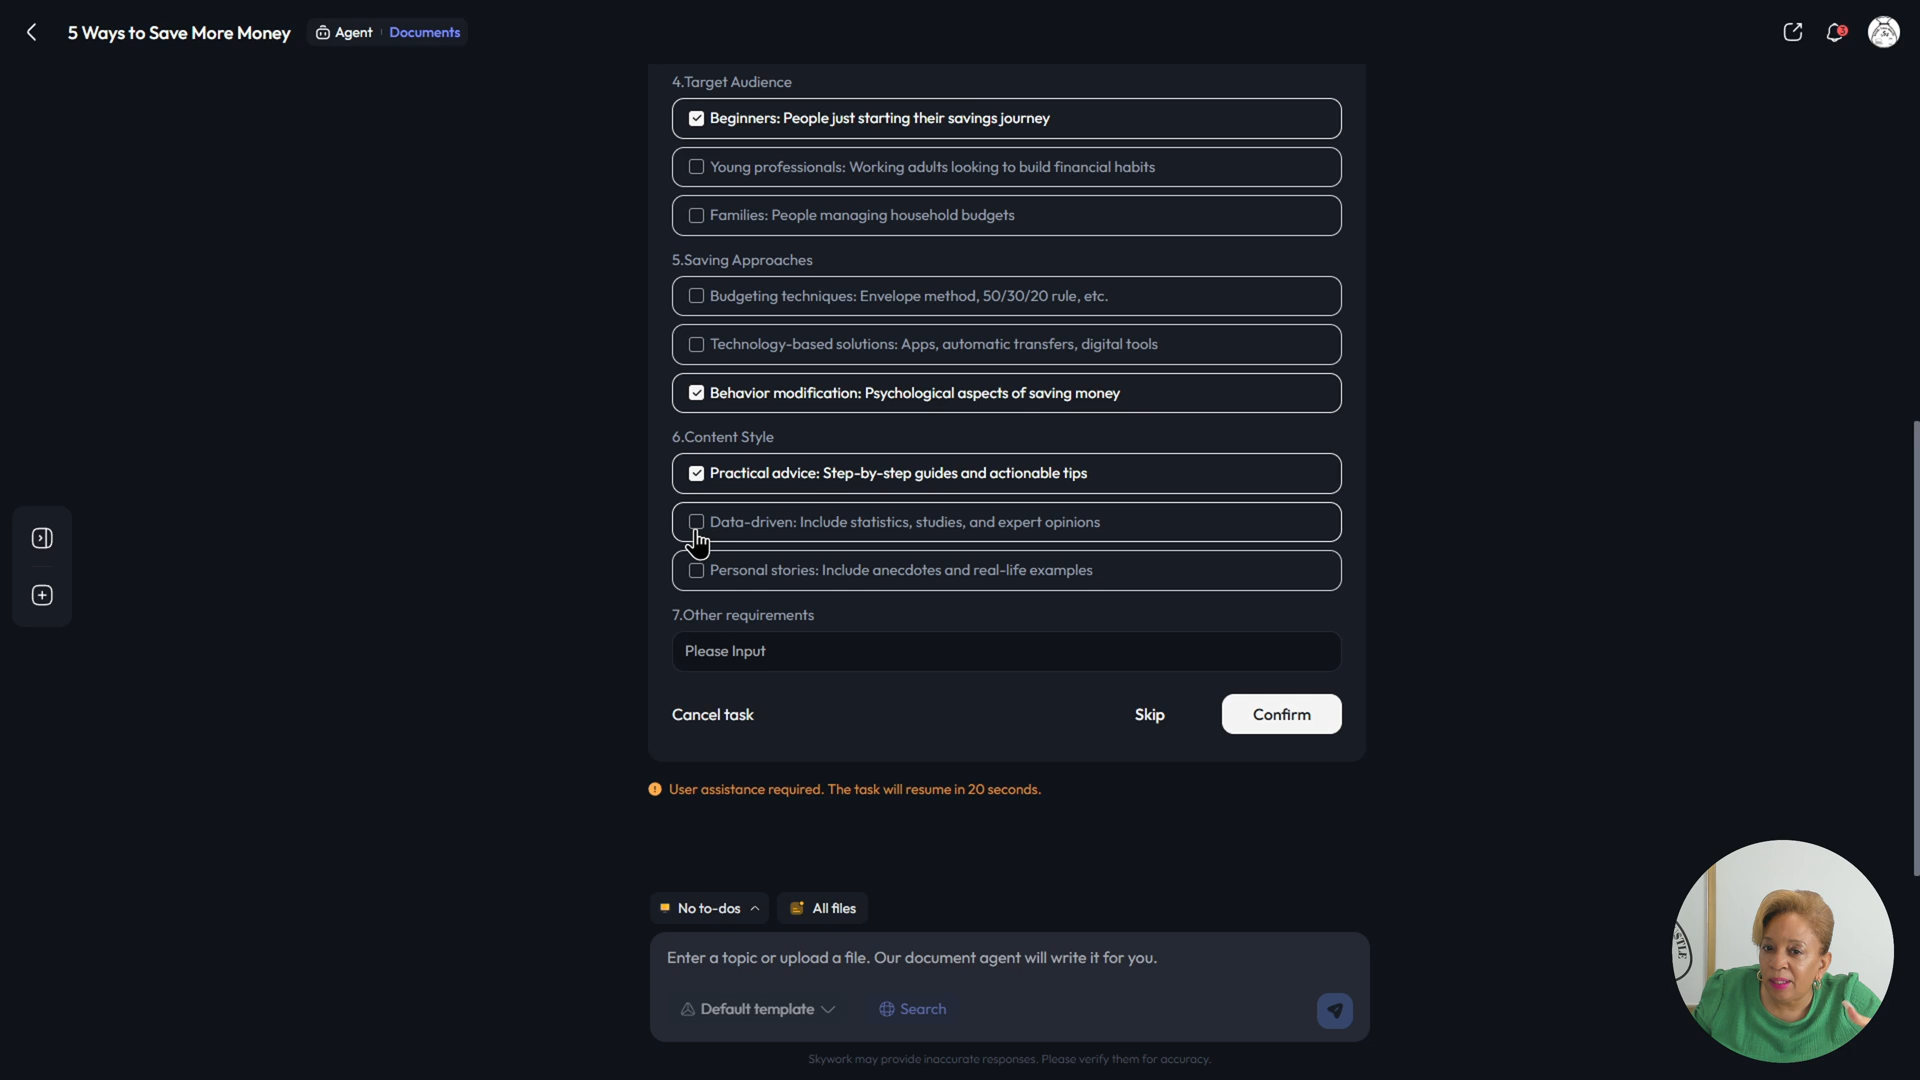 5 Ways to Save More Money
Agent
Documents
3
4.Target Audience
Beginners: People just starting their savings journey
Young professionals: Working adults looking to build financial habits
Families: People managing household budgets
5.Saving Approaches
Budgeting techniques: Envelope method, 50/30/20 rule, etc.
Technology-based solutions: Apps, automatic transfers, digital tools
Behavior modification: Psychological aspects of saving money
6.Content Style
Practical advice: Step-by-step guides and actionable tips
Data-driven: Include statistics, studies, and expert opinions
Personal stories: Include anecdotes and real-life examples
7.Other requirements
Please Input
Cancel task
Skip
Confirm
User assistance required. The task will resume in 20 seconds.
No to-dos
All files
Enter a topic or upload a file. Our document agent will write it for you.
Default template
Search
Skywork may provide inaccurate responses. Please verify them for accuracy.